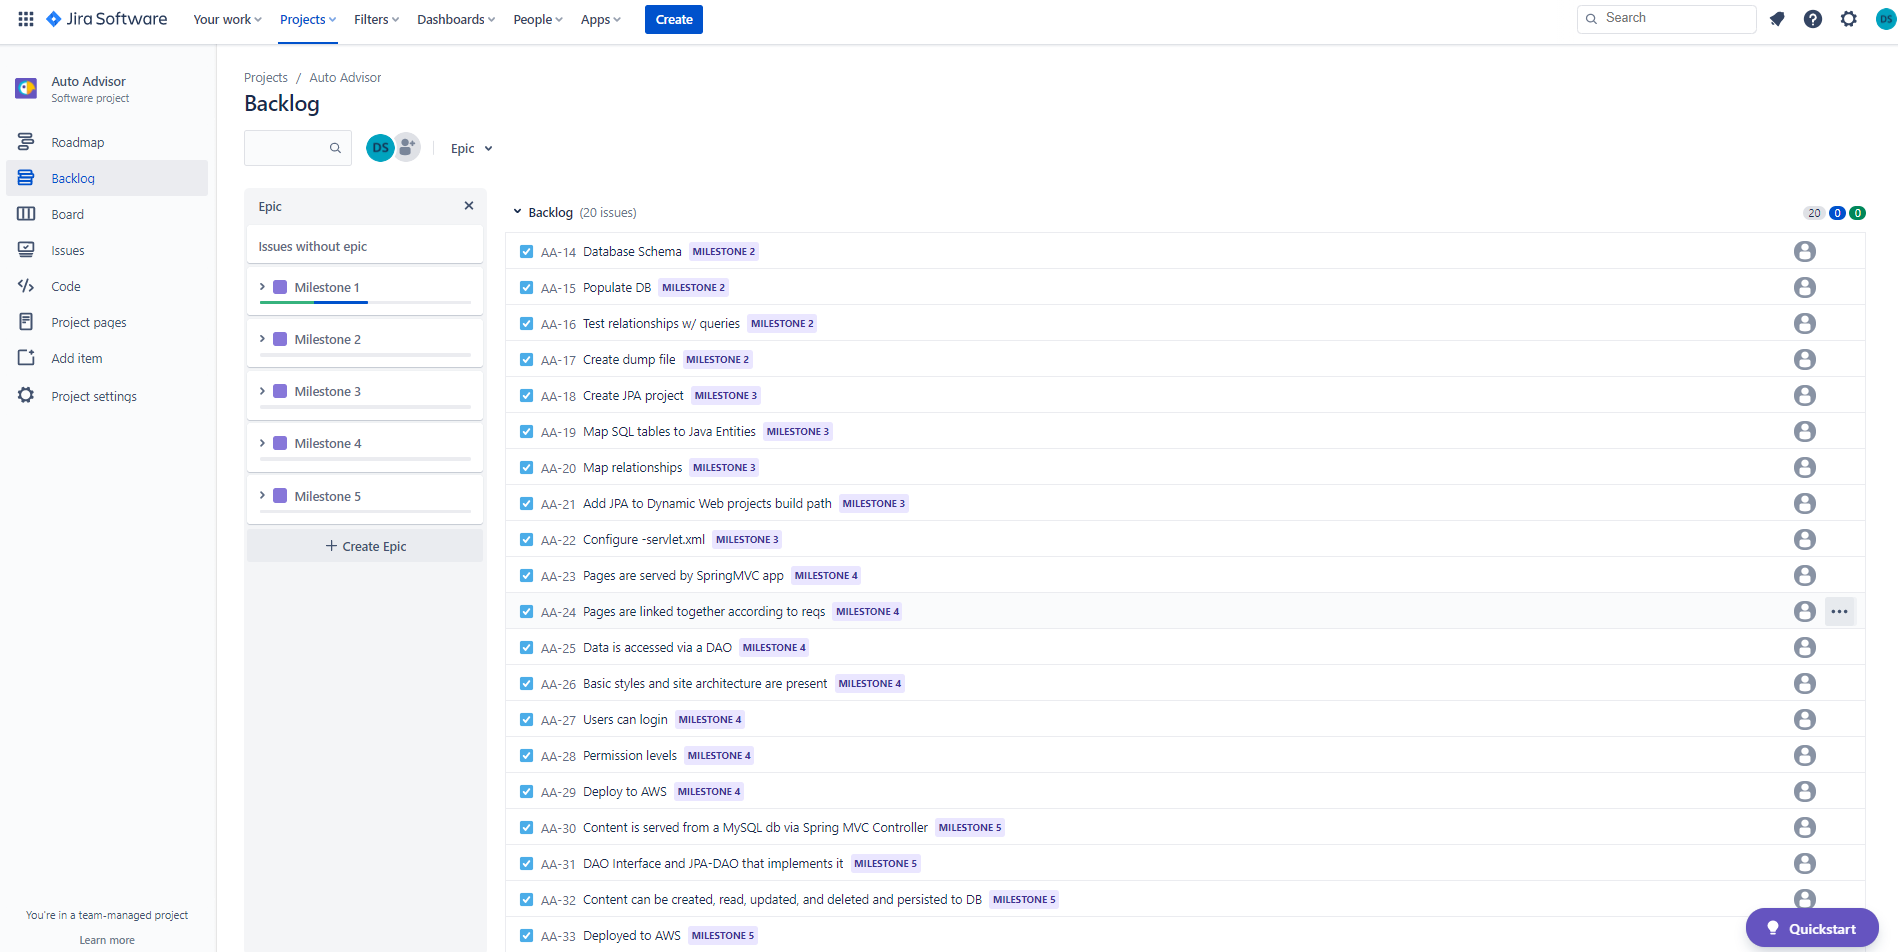 Jira Software
Your work Projects Filters Dashboards People Apps Create Search DS
Auto Advisor
Software project
Roadmap
Backlog
Board
Issues
Code
Project pages
Add item
Project settings
You're in a team-managed project
Learn more
Projects / Auto Advisor
Backlog
DS Epic
Epic
Issues without epic
Milestone 1
Milestone 2
Milestone 3
Milestone 4
Milestone 5
+ Create Epic
Backlog (20 issues) 20 0 0
AA-14 Database Schema MILESTONE 2
AA-15 Populate DB MILESTONE 2
AA-16 Test relationships w/ queries MILESTONE 2
AA-17 Create dump file MILESTONE 2
AA-18 Create JPA project MILESTONE 3
AA-19 Map SQL tables to Java Entities MILESTONE 3
AA-20 Map relationships MILESTONE 3
AA-21 Add JPA to Dynamic Web projects build path MILESTONE 3
AA-22 Configure -servlet.xml MILESTONE 3
AA-23 Pages are served by SpringMVC app MILESTONE 4
AA-24 Pages are linked together according to reqs MILESTONE 4
AA-25 Data is accessed via a DAO MILESTONE 4
AA-26 Basic styles and site architecture are present MILESTONE 4
AA-27 Users can login MILESTONE 4
AA-28 Permission levels MILESTONE 4
AA-29 Deploy to AWS MILESTONE 4
AA-30 Content is served from a MySQL db via Spring MVC Controller MILESTONE 5
AA-31 DAO Interface and JPA-DAO that implements it MILESTONE 5
AA-32 Content can be created, read, updated, and deleted and persisted to DB MILESTONE 5
AA-33 Deployed to AWS MILESTONE 5
Quickstart